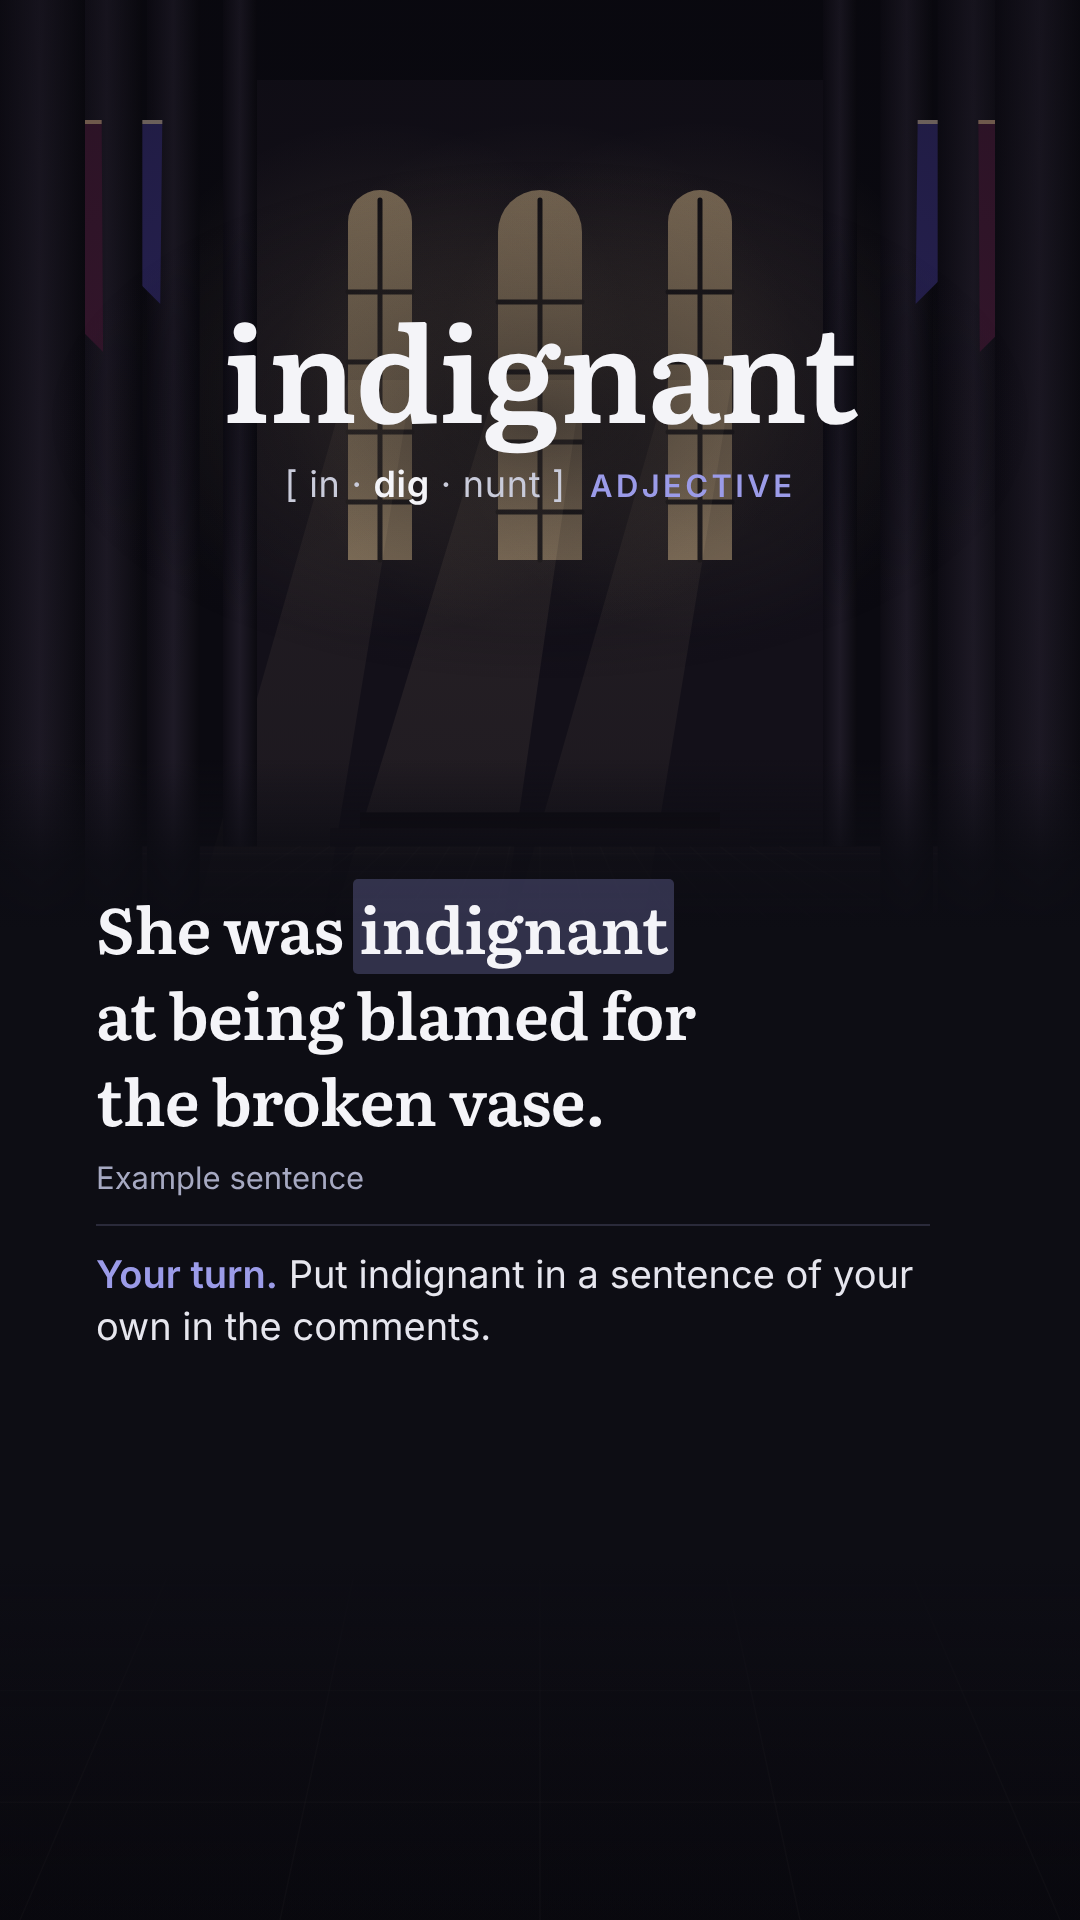 indignant
[ in · dig · nunt ] ADJECTIVE
She was indignant
at being blamed for
the broken vase.
Example sentence
Your turn. Put indignant in a sentence of your
own in the comments.